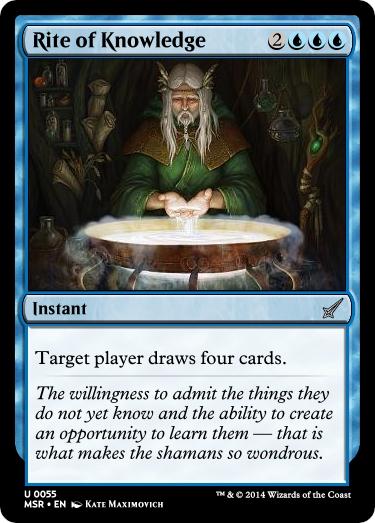 Rite of Knowledge 2
Instant
Target player draws four cards.
The willingness to admit the things they
do not yet know and the ability to create
an opportunity to learn them — that is
what makes the shamans so wondrous.
U 0055
MSR • EN Kate Maximovich
™ & © 2014 Wizards of the Coast